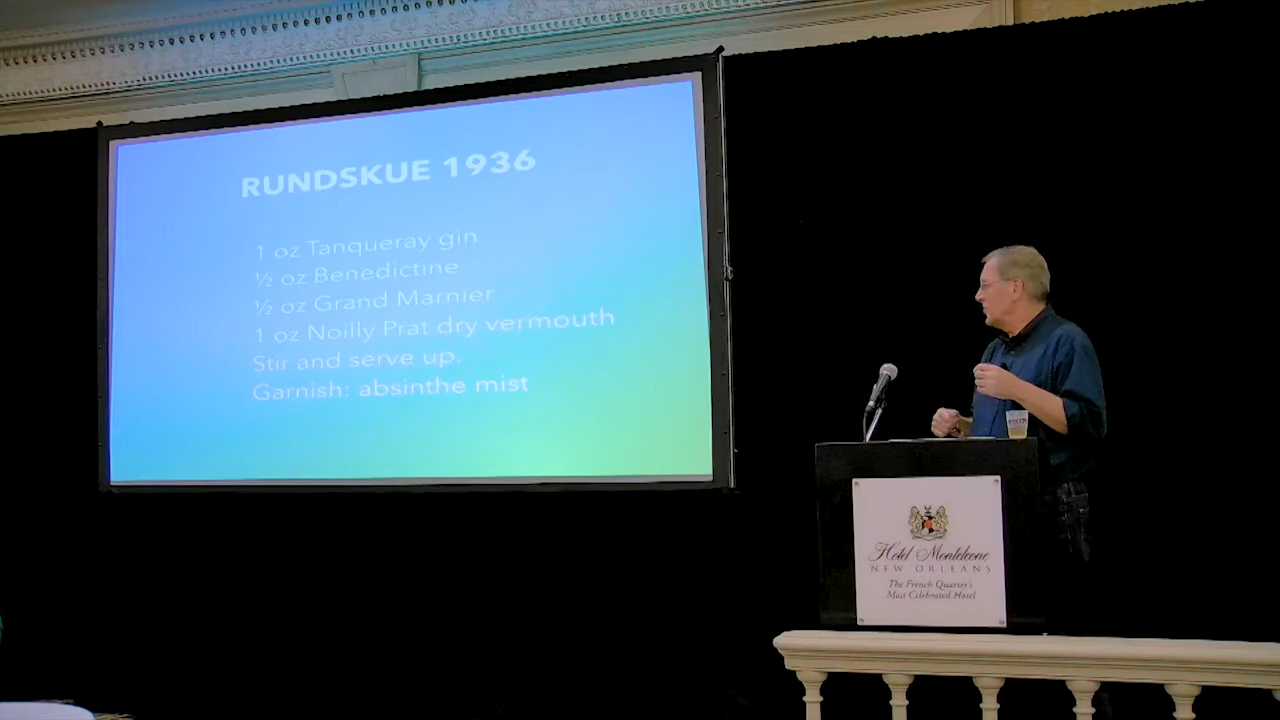 RUNDSKUE 1936
1 oz Tanqueray gin
½ oz Benedictine
½ oz Grand Marnier
1 oz Noilly Prat dry vermouth
Stir and serve up.
Garnish: absinthe mist
Hotel Monteleone
NEW ORLEANS
The French Quarter's
Most Celebrated Hotel